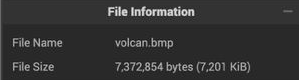 File Information
File Name volcan.bmp
File Size 7,372,854 bytes (7,201 KiB)